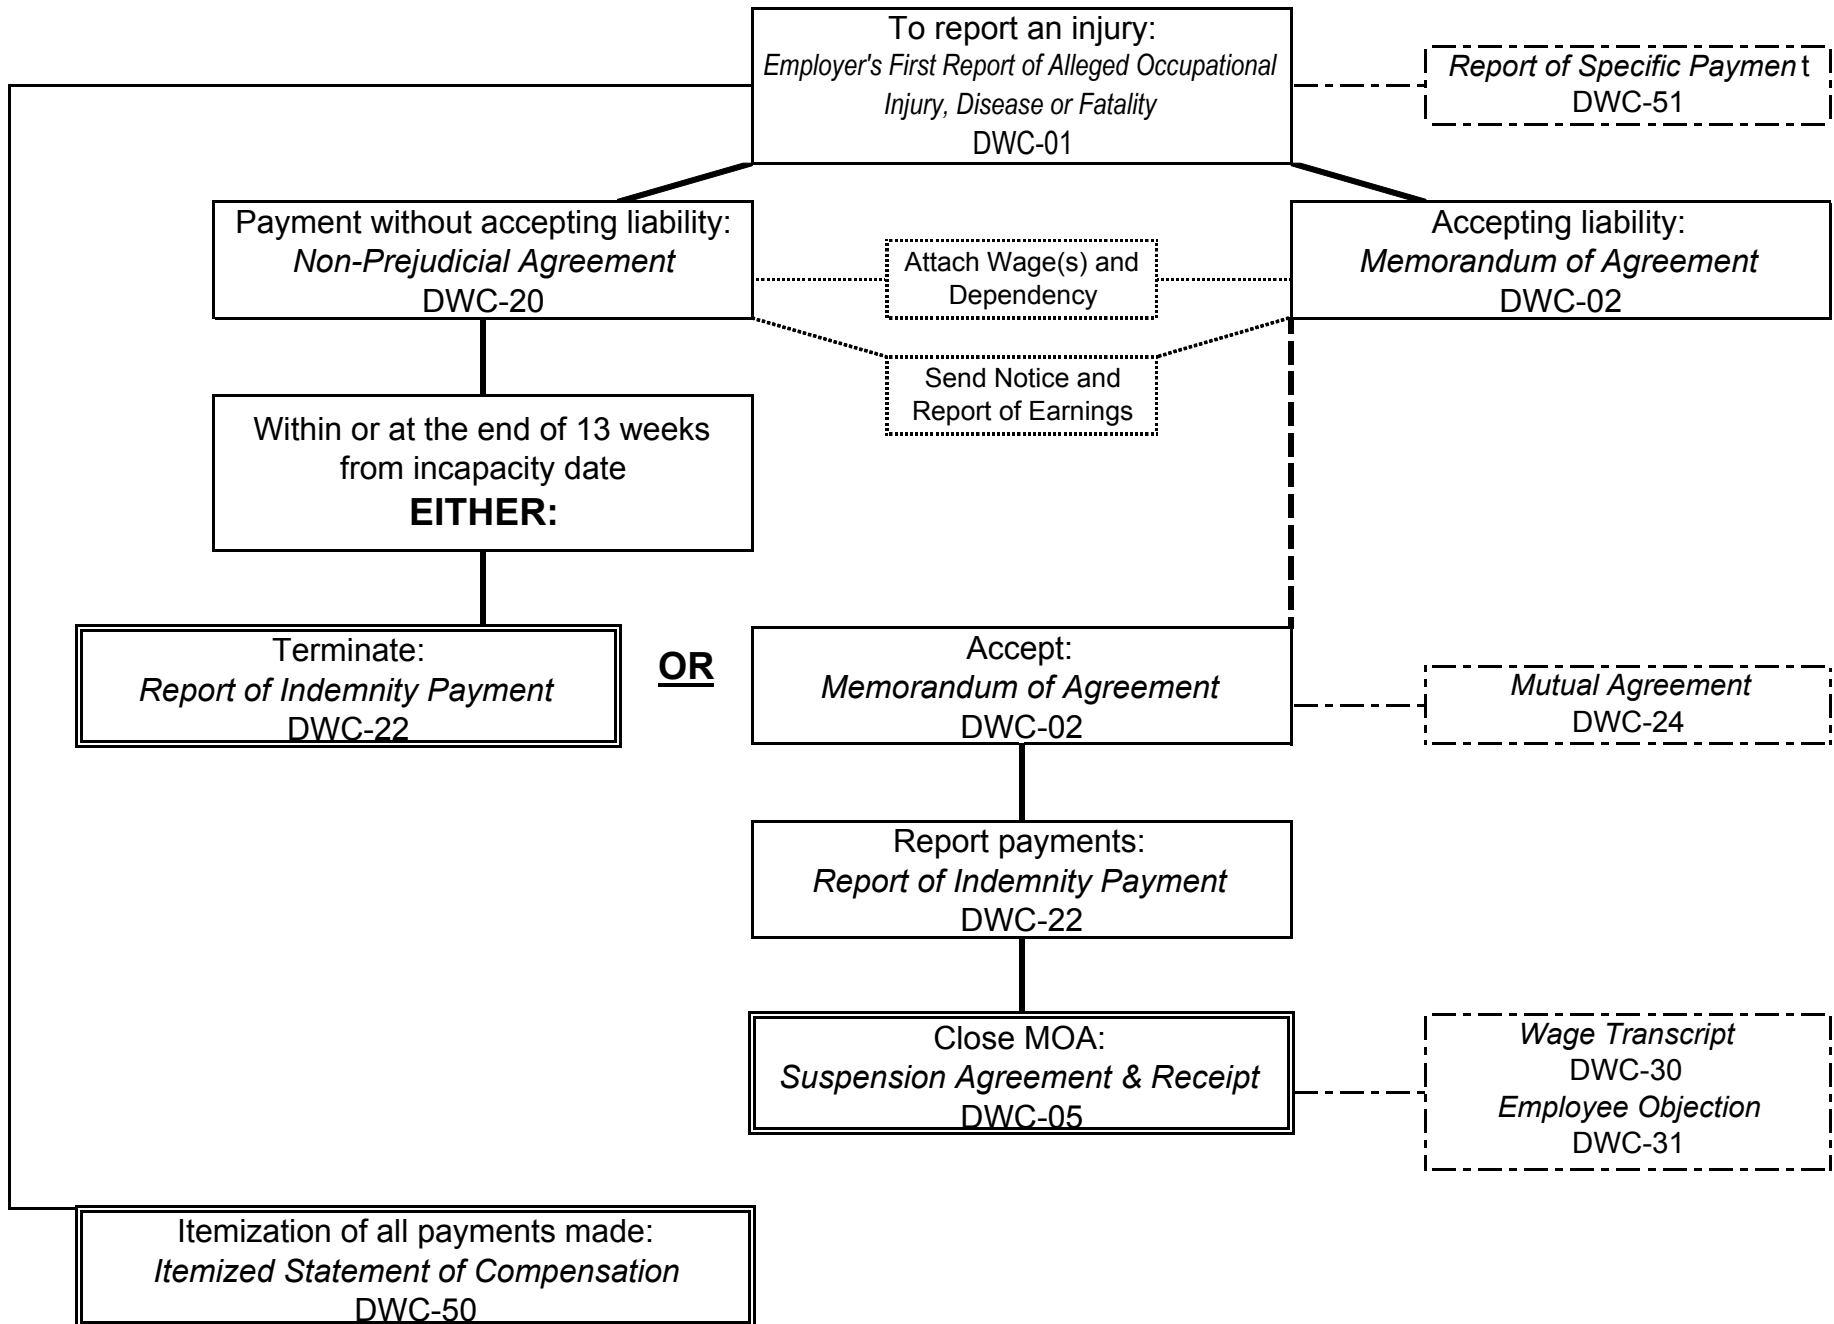 To report an injury:
Employer's First Report of Alleged Occupational
Injury, Disease or Fatality
DWC-01
Report of Specific Paymen t
DWC-51
Payment without accepting liability:
Non-Prejudicial Agreement
DWC-20
Attach Wage(s) and
Dependency
Accepting liability:
Memorandum of Agreement
DWC-02
Send Notice and
Report of Earnings
Within or at the end of 13 weeks
from incapacity date
EITHER:
Terminate:
Report of Indemnity Payment
DWC-22
OR
Accept:
Memorandum of Agreement
DWC-02
Mutual Agreement
DWC-24
Report payments:
Report of Indemnity Payment
DWC-22
Close MOA:
Suspension Agreement & Receipt
DWC-05
Wage Transcript
DWC-30
Employee Objection
DWC-31
Itemization of all payments made:
Itemized Statement of Compensation
DWC-50